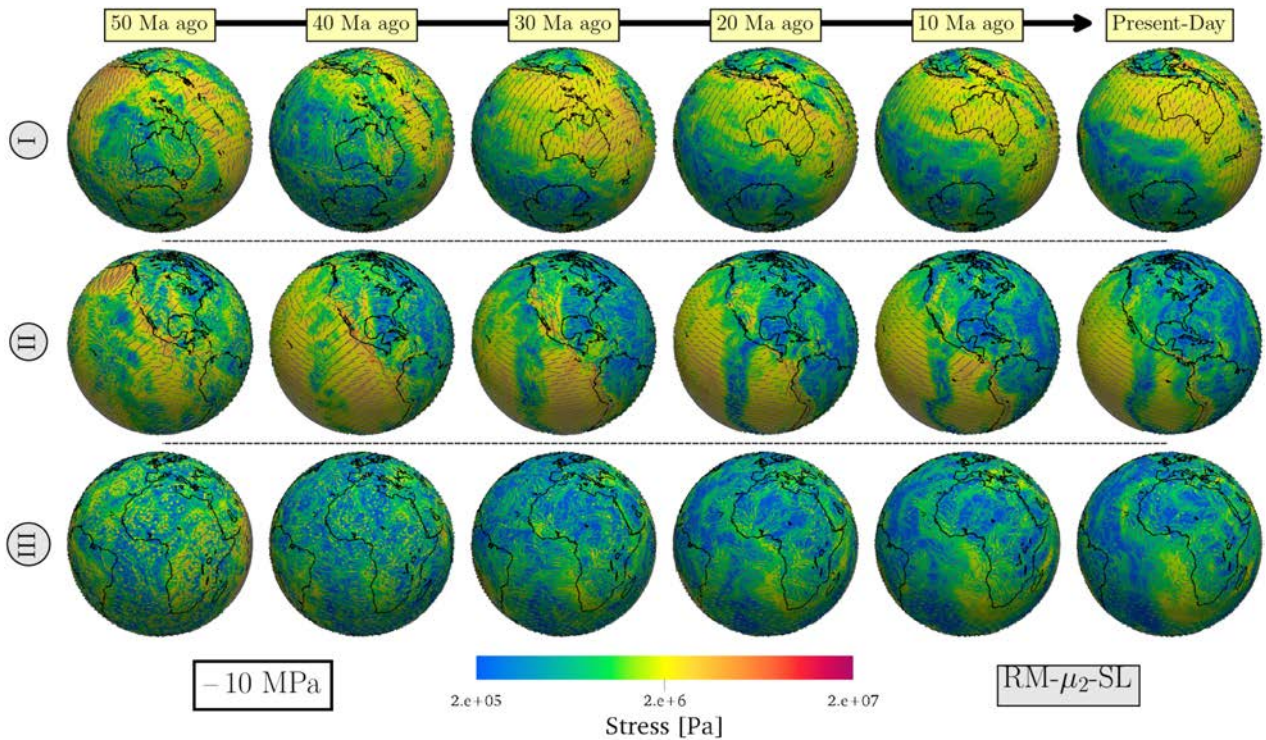 50 Ma ago 40 Ma ago 30 Ma ago 20 Ma ago 10 Ma ago Present-Day
I
II
III
– 10 MPa
RM-μ₂-SL
2.e+05 2.e+06 2.e+07
Stress [Pa]